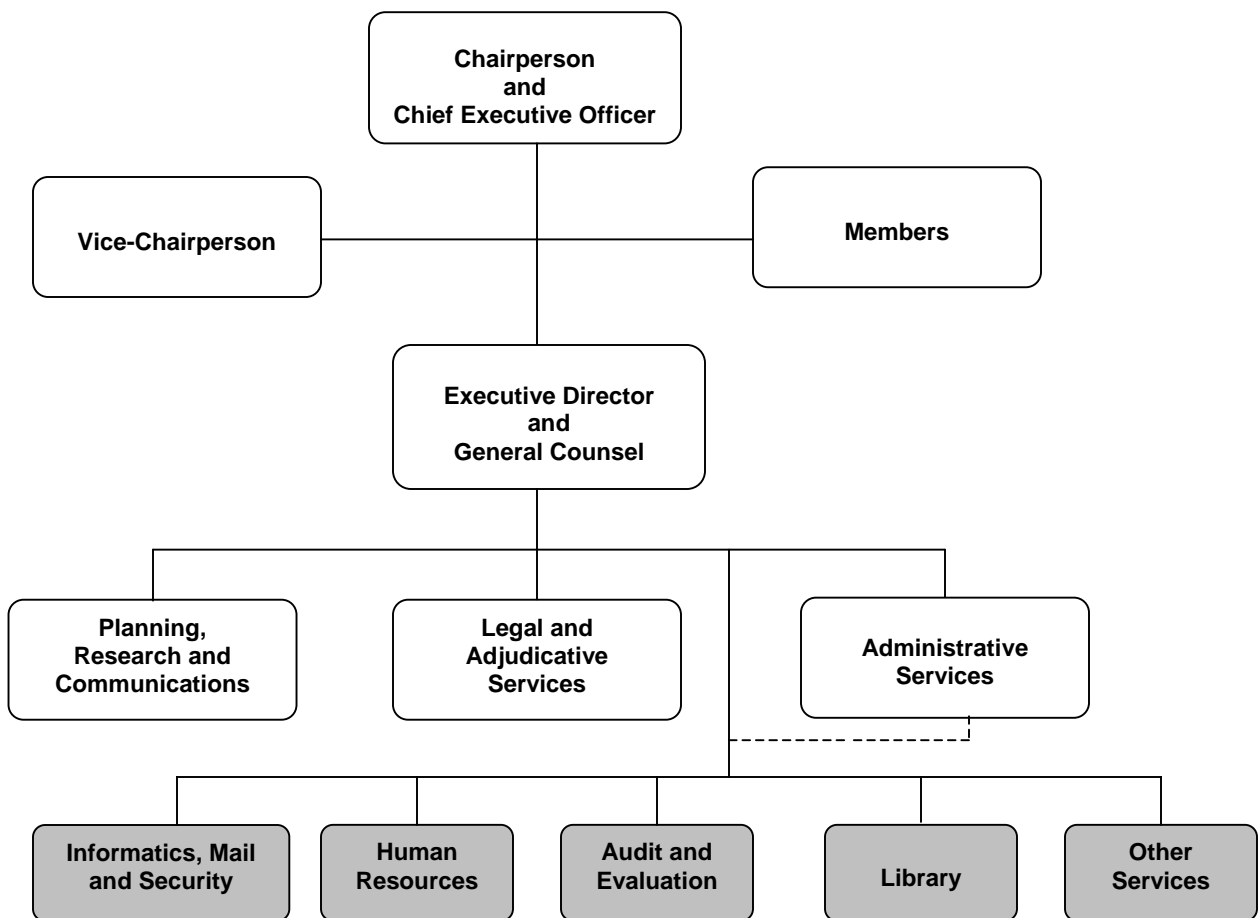 Chairperson
and
Chief Executive Officer
Vice-Chairperson
Members
Executive Director
and
General Counsel
Planning,
Research and
Communications
Legal and
Adjudicative
Services
Administrative
Services
Informatics, Mail
and Security
Human
Resources
Audit and
Evaluation
Library
Other
Services